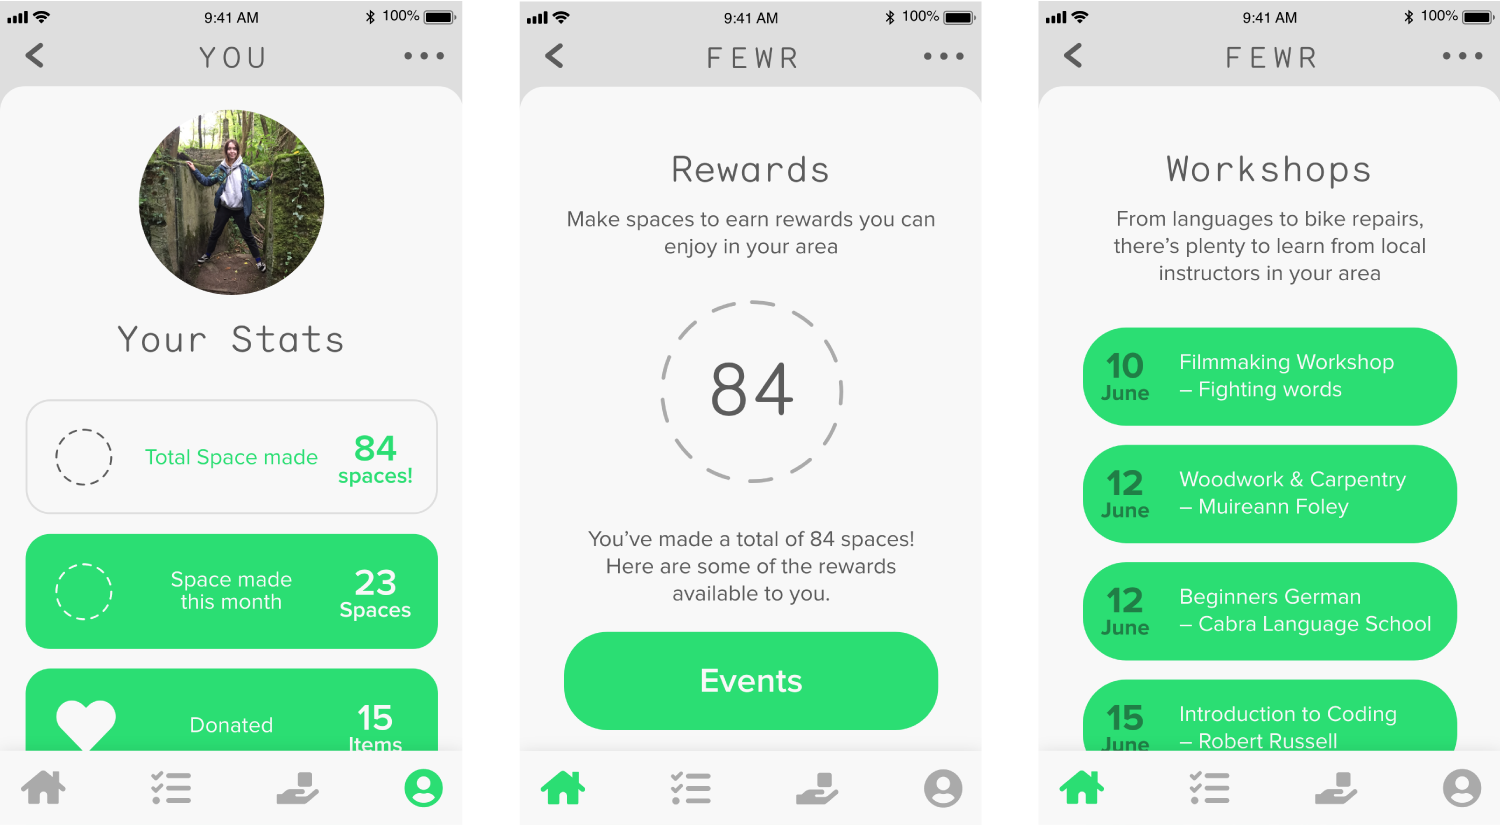 9:41 AM
100%
YOU
Your Stats
Total Space made
84
spaces!
Space made
this month
23
Spaces
Donated
15
Items
9:41 AM
100%
FEWR
Rewards
Make spaces to earn rewards you can
enjoy in your area
84
You’ve made a total of 84 spaces!
Here are some of the rewards
available to you.
Events
9:41 AM
100%
FEWR
Workshops
From languages to bike repairs,
there’s plenty to learn from local
instructors in your area
10
June
Filmmaking Workshop
– Fighting words
12
June
Woodwork & Carpentry
– Muireann Foley
12
June
Beginners German
– Cabra Language School
15
June
Introduction to Coding
– Robert Russell